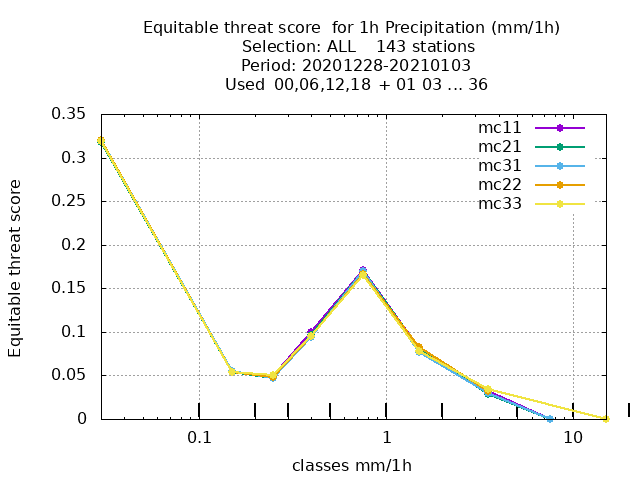 Equitable threat score  for 1h Precipitation (mm/1h)
Selection: ALL    143 stations
Period: 20201228-20210103
Used  00,06,12,18 + 01 03 ... 36
0.35
0.3
0.25
0.2
0.15
0.1
0.05
0
Equitable threat score
mc11
mc21
mc31
mc22
mc33
0.1 1 10
classes mm/1h